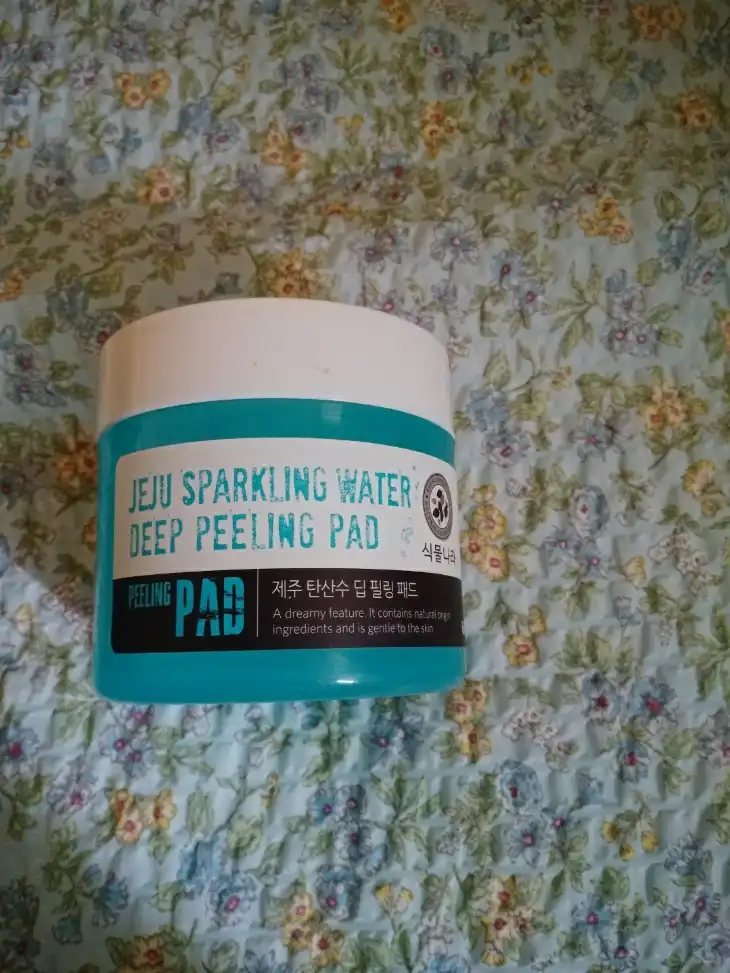 JEJU SPARKLING WATER
DEEP PEELING PAD
식물나라
PEELING
PAD
제주 탄산수 딥 필링 패드
A dreamy feature. It contains natural origin
ingredients and is gentle to the skin